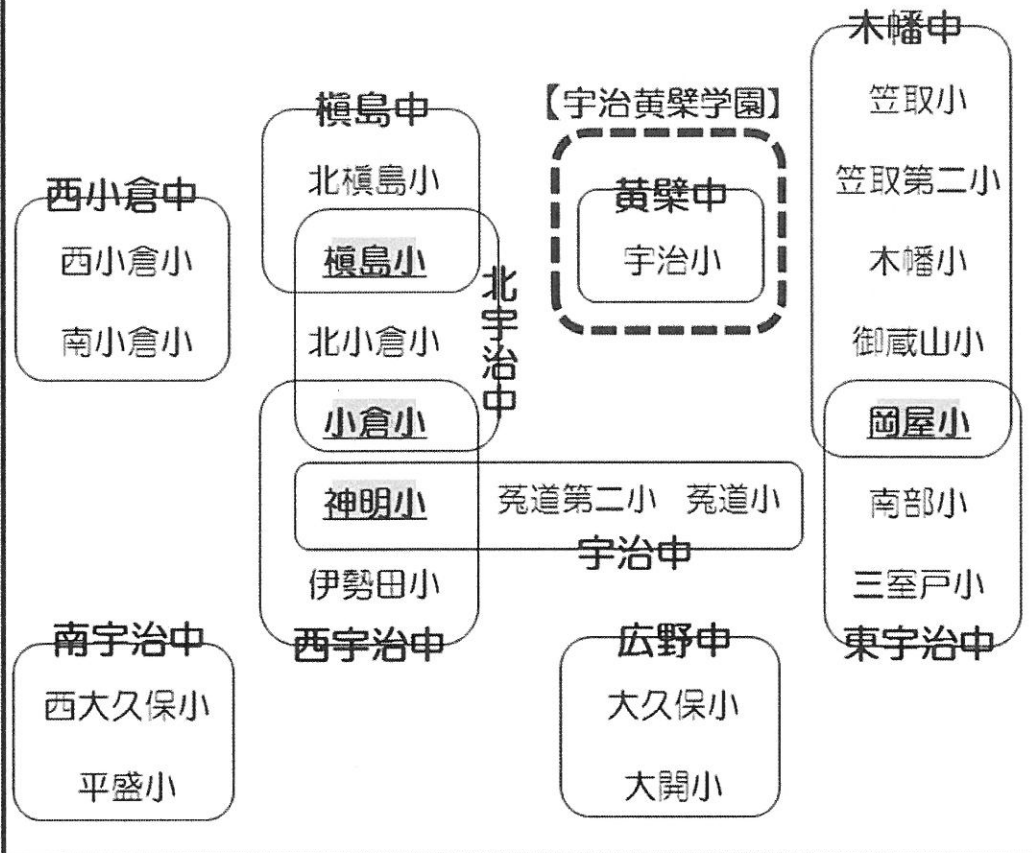 木幡中
笠取小
笠取第二小
木幡小
御蔵山小
岡屋小
南部小
三室戸小
東宇治中
【宇治黄檗学園】
黄檗中
宇治小
槇島中
北槇島小
槇島小
北小倉小
北宇治中
小倉小
神明小 菟道第二小 菟道小
宇治中
伊勢田小
西宇治中
西小倉中
西小倉小
南小倉小
南宇治中
西大久保小
平盛小
広野中
大久保小
大開小